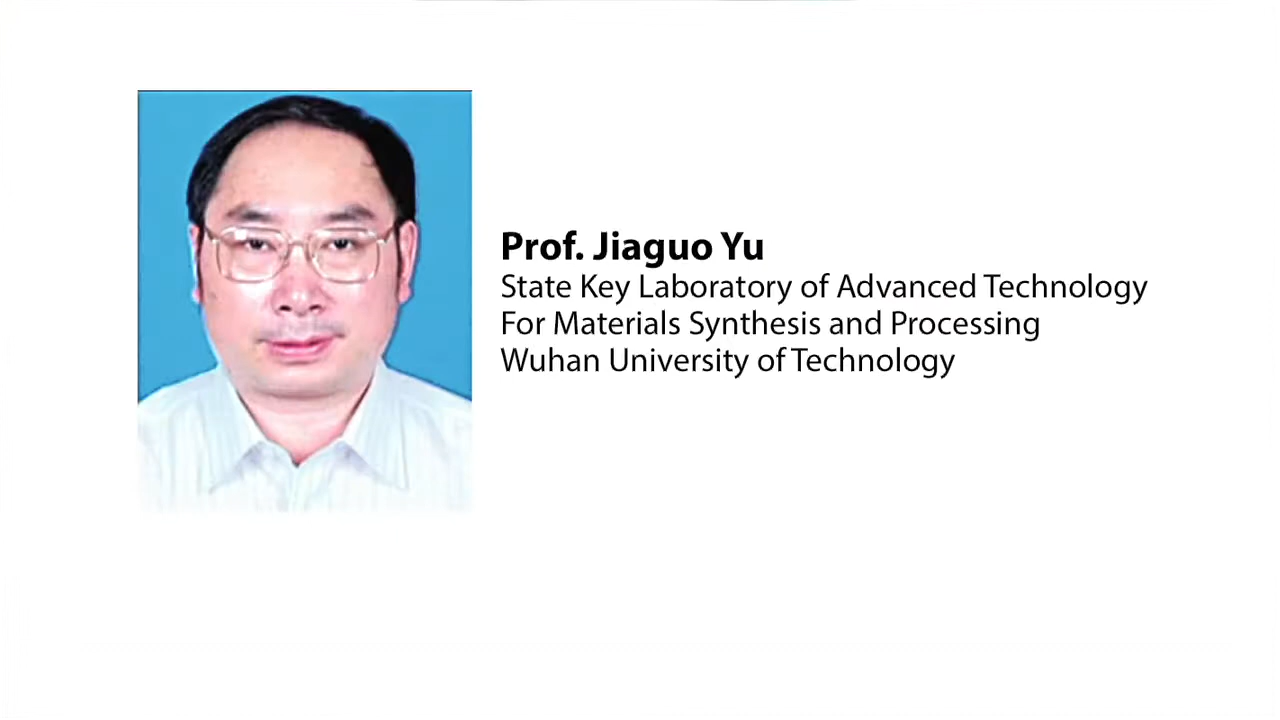 Prof. Jiaguo Yu
State Key Laboratory of Advanced Technology
For Materials Synthesis and Processing
Wuhan University of Technology